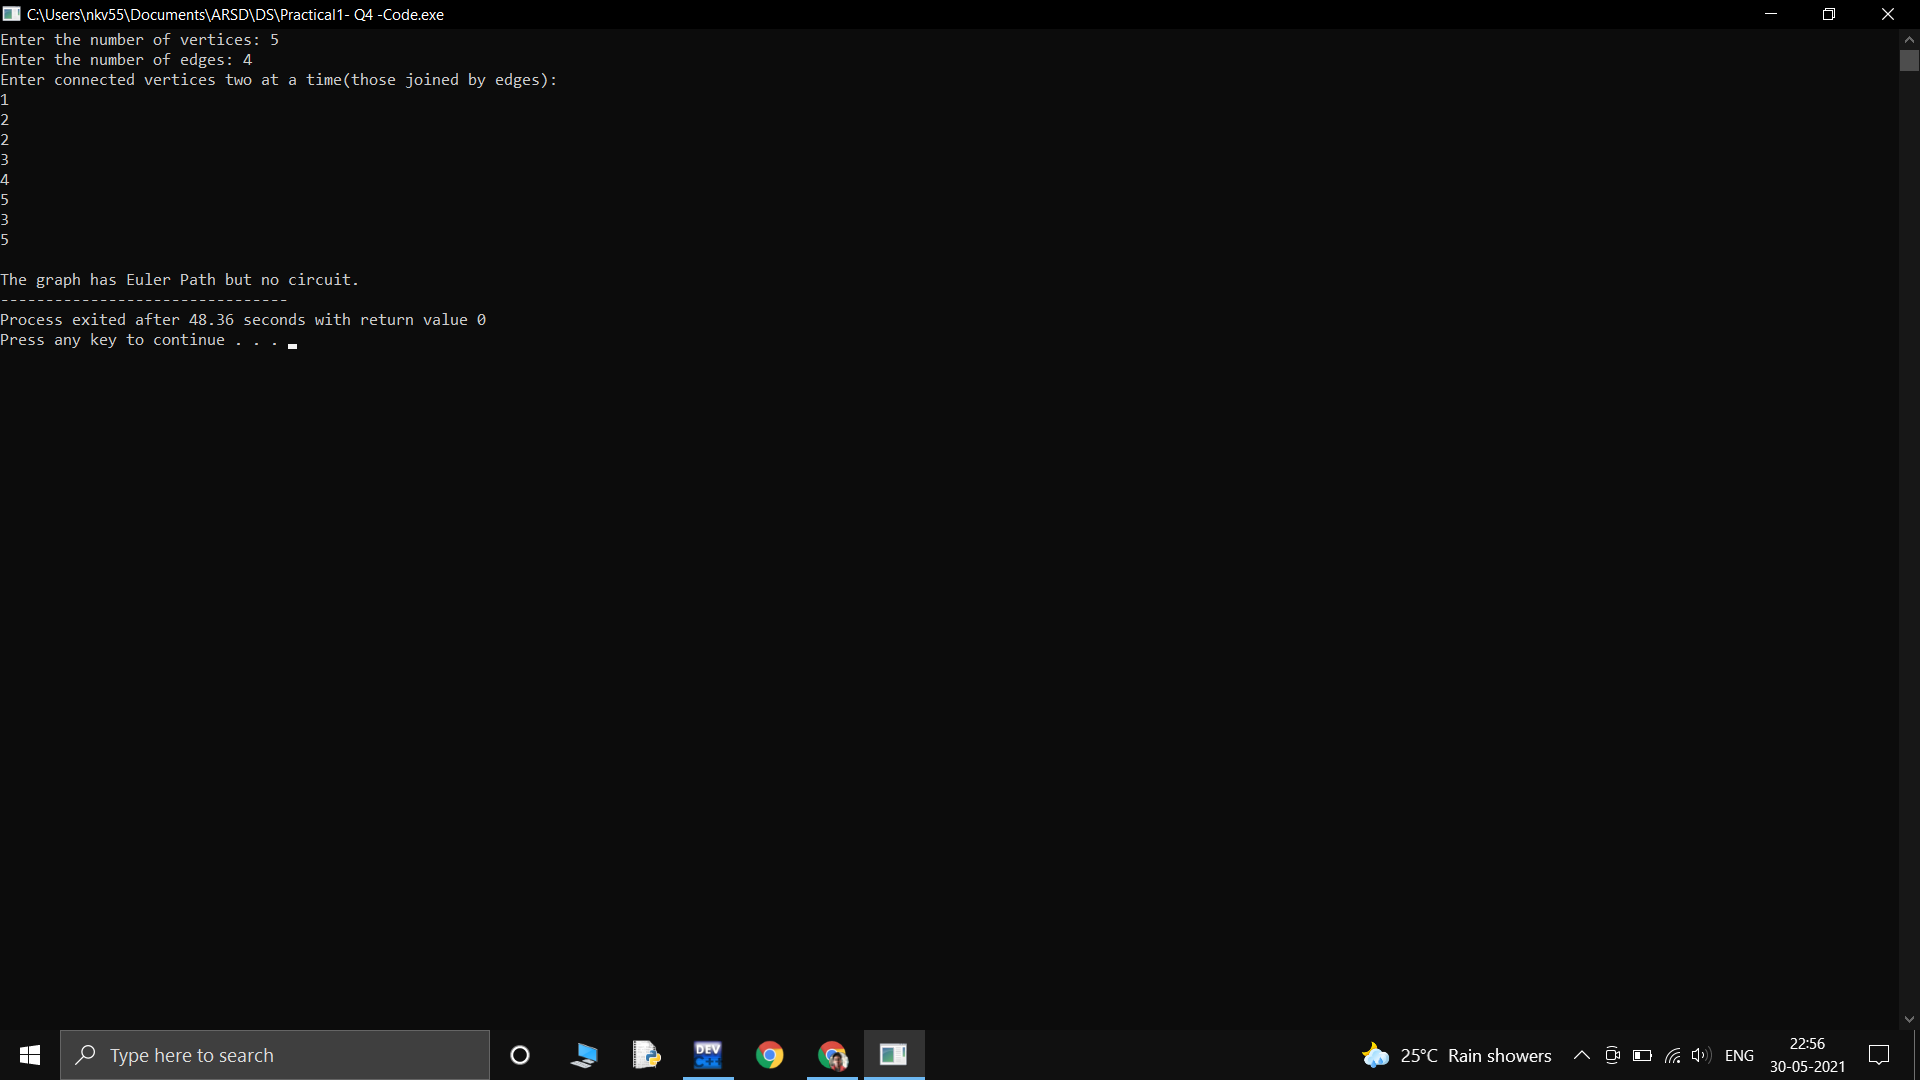 C:\Users\nkv55\Documents\ARSD\DS\Practical1- Q4 -Code.exe
Enter the number of vertices: 5
Enter the number of edges: 4
Enter connected vertices two at a time(those joined by edges):
1
2
2
3
4
5
3
5
The graph has Euler Path but no circuit.
--------------------------------
Process exited after 48.36 seconds with return value 0
Press any key to continue . . .
Type here to search
DEV
C++
25°C Rain showers
ENG
22:56
30-05-2021